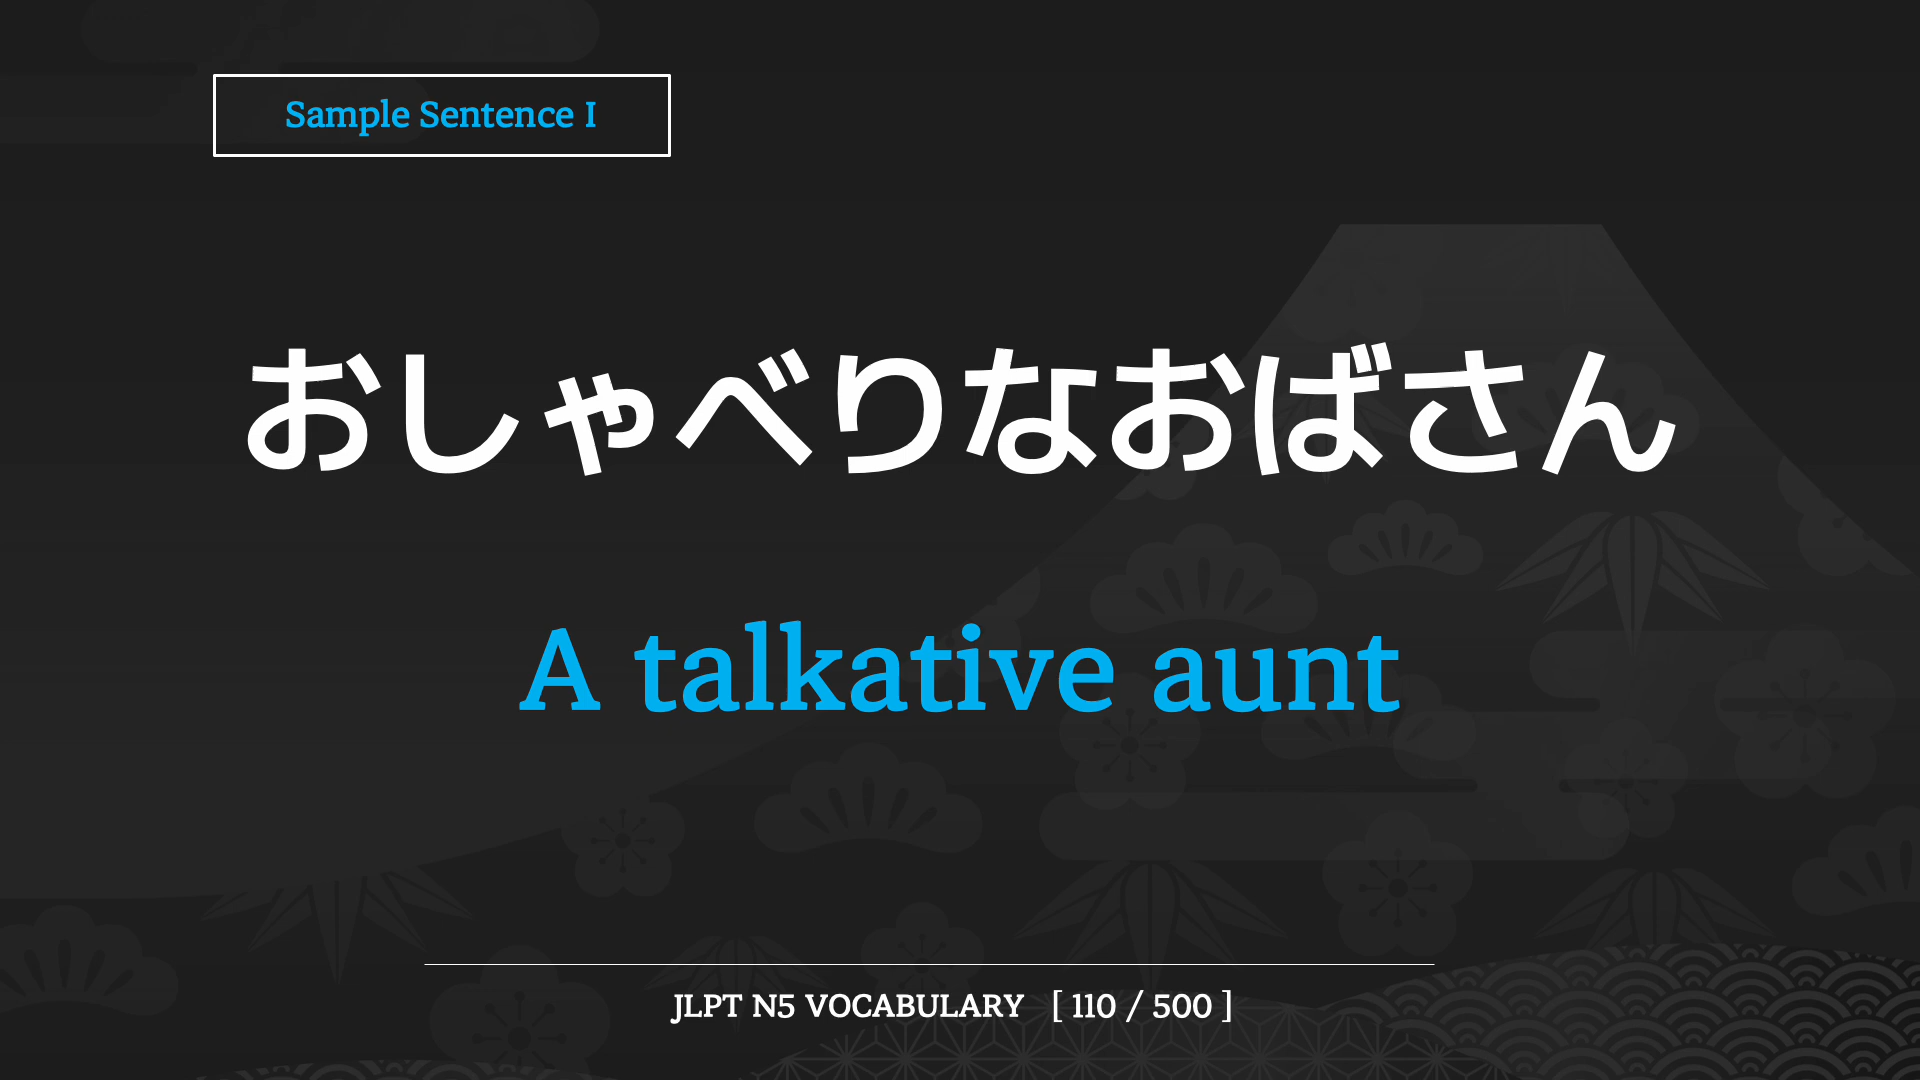 Sample Sentence I
おしゃべりなおばさん
A talkative aunt
JLPT N5 VOCABULARY [ 110 / 500 ]